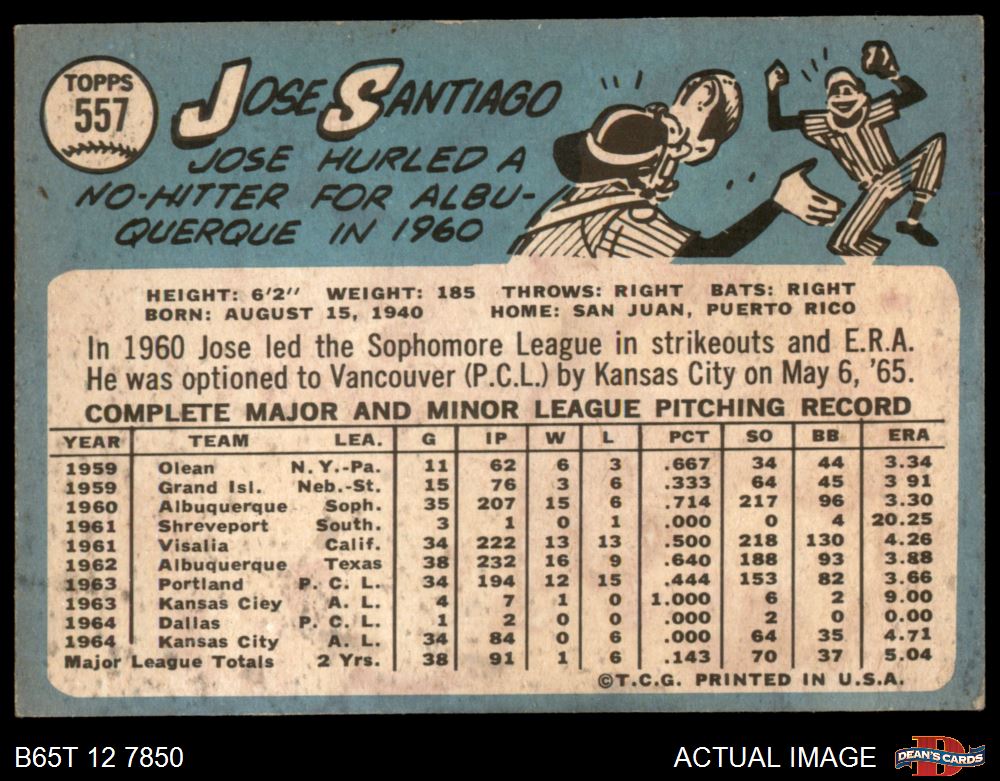 TOPPS
557
JOSE SANTIAGO
JOSE HURLED A
NO-HITTER FOR ALBU-
QUERQUE IN 1960
HEIGHT: 6'2" WEIGHT: 185 THROWS: RIGHT BATS: RIGHT
BORN: AUGUST 15, 1940 HOME: SAN JUAN, PUERTO RICO
In 1960 Jose led the Sophomore League in strikeouts and E.R.A.
He was optioned to Vancouver (P.C.L.) by Kansas City on May 6, '65.
COMPLETE MAJOR AND MINOR LEAGUE PITCHING RECORD
YEAR TEAM LEA. G IP W L PCT SO BB ERA
1959 Olean N.Y.-Pa. 11 62 6 3 .667 34 44 3.34
1959 Grand Isl. Neb.-St. 15 76 3 6 .333 64 45 3 91
1960 Albuquerque Soph. 35 207 15 6 .714 217 96 3.30
1961 Shreveport South. 3 1 0 1 .000 0 4 20.25
1961 Visalia Calif. 34 222 13 13 .500 218 130 4.26
1962 Albuquerque Texas 38 232 16 9 .640 188 93 3.88
1963 Portland P. C. L. 34 194 12 15 .444 153 82 3.66
1963 Kansas Ciey A. L. 4 7 1 0 1.000 6 2 9.00
1964 Dallas P. C. L. 1 2 0 0 .000 2 0 0.00
1964 Kansas City A. L. 34 84 0 6 .000 64 35 4.71
Major League Totals 2 Yrs. 38 91 1 6 .143 70 37 5.04
©T.C.G. PRINTED IN U.S.A.
B65T 12 7850 ACTUAL IMAGE DEAN'S CARDS